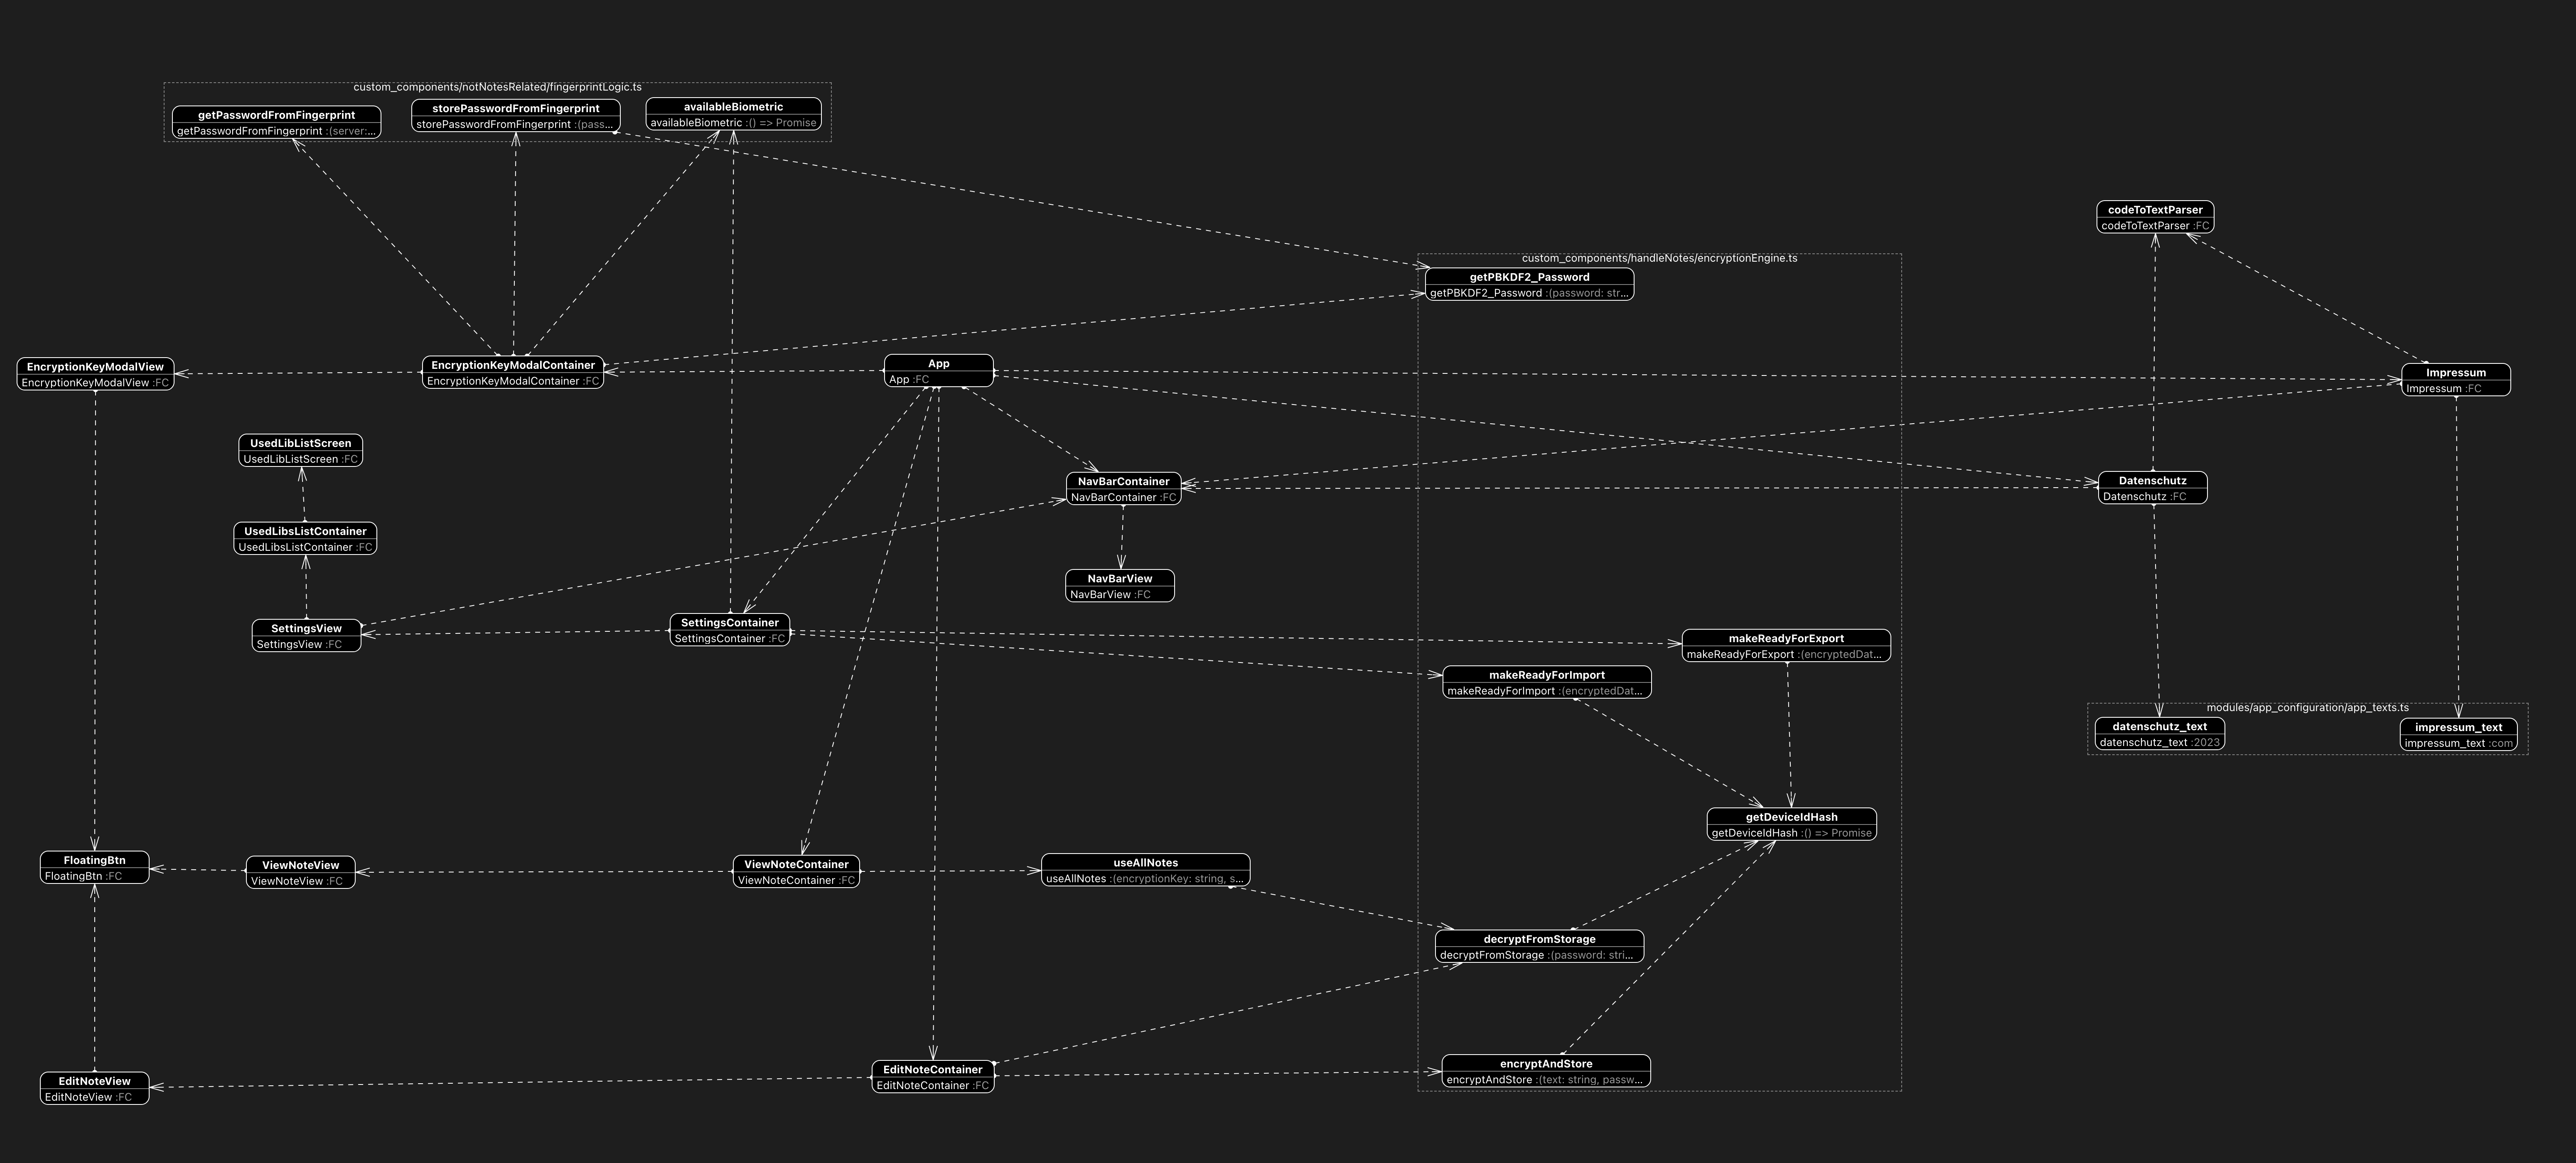 custom_components/notNotesRelated/fingerprintLogic.ts
getPasswordFromFingerprint
getPasswordFromFingerprint :(server:...
storePasswordFromFingerprint
storePasswordFromFingerprint :(pass...
availableBiometric
availableBiometric :() => Promise
codeToTextParser
codeToTextParser :FC
custom_components/handleNotes/encryptionEngine.ts
getPBKDF2_Password
getPBKDF2_Password :(password: str...
EncryptionKeyModalView
EncryptionKeyModalView :FC
EncryptionKeyModalContainer
EncryptionKeyModalContainer :FC
App
App :FC
Impressum
Impressum :FC
UsedLibListScreen
UsedLibListScreen :FC
NavBarContainer
NavBarContainer :FC
Datenschutz
Datenschutz :FC
UsedLibsListContainer
UsedLibsListContainer :FC
NavBarView
NavBarView :FC
SettingsView
SettingsView :FC
SettingsContainer
SettingsContainer :FC
makeReadyForExport
makeReadyForExport :(encryptedDat...
makeReadyForImport
makeReadyForImport :(encryptedDat...
modules/app_configuration/app_texts.ts
datenschutz_text
datenschutz_text :2023
impressum_text
impressum_text :com
getDeviceIdHash
getDeviceIdHash :() => Promise
FloatingBtn
FloatingBtn :FC
ViewNoteView
ViewNoteView :FC
ViewNoteContainer
ViewNoteContainer :FC
useAllNotes
useAllNotes :(encryptionKey: string, s...
decryptFromStorage
decryptFromStorage :(password: stri...
EditNoteView
EditNoteView :FC
EditNoteContainer
EditNoteContainer :FC
encryptAndStore
encryptAndStore :(text: string, passw...